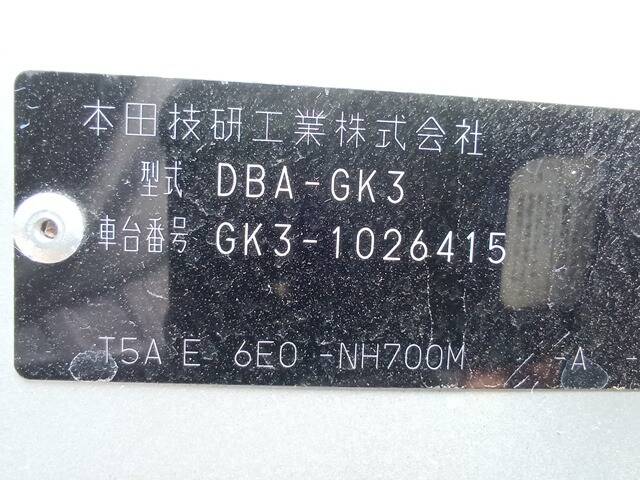 本田技研工業株式会社
型式 DBA-GK3
車台番号 GK3-1026415
T5A E 6E0 -NH700M -A -